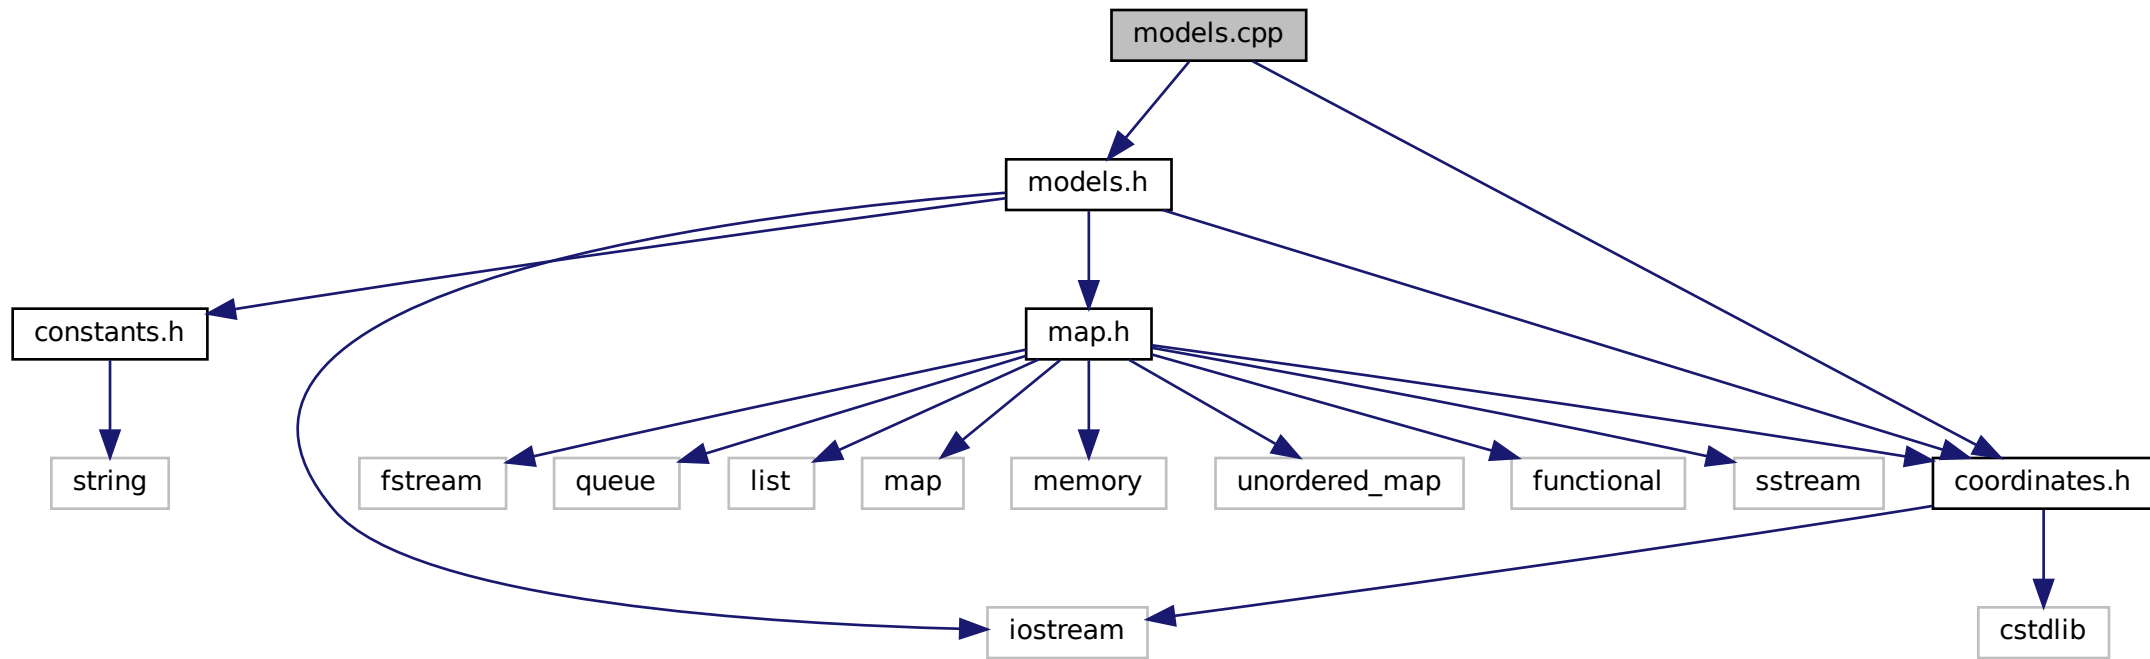 models.cpp
models.h
constants.h
map.h
string
fstream
queue
list
map
memory
unordered_map
functional
sstream
coordinates.h
iostream
cstdlib